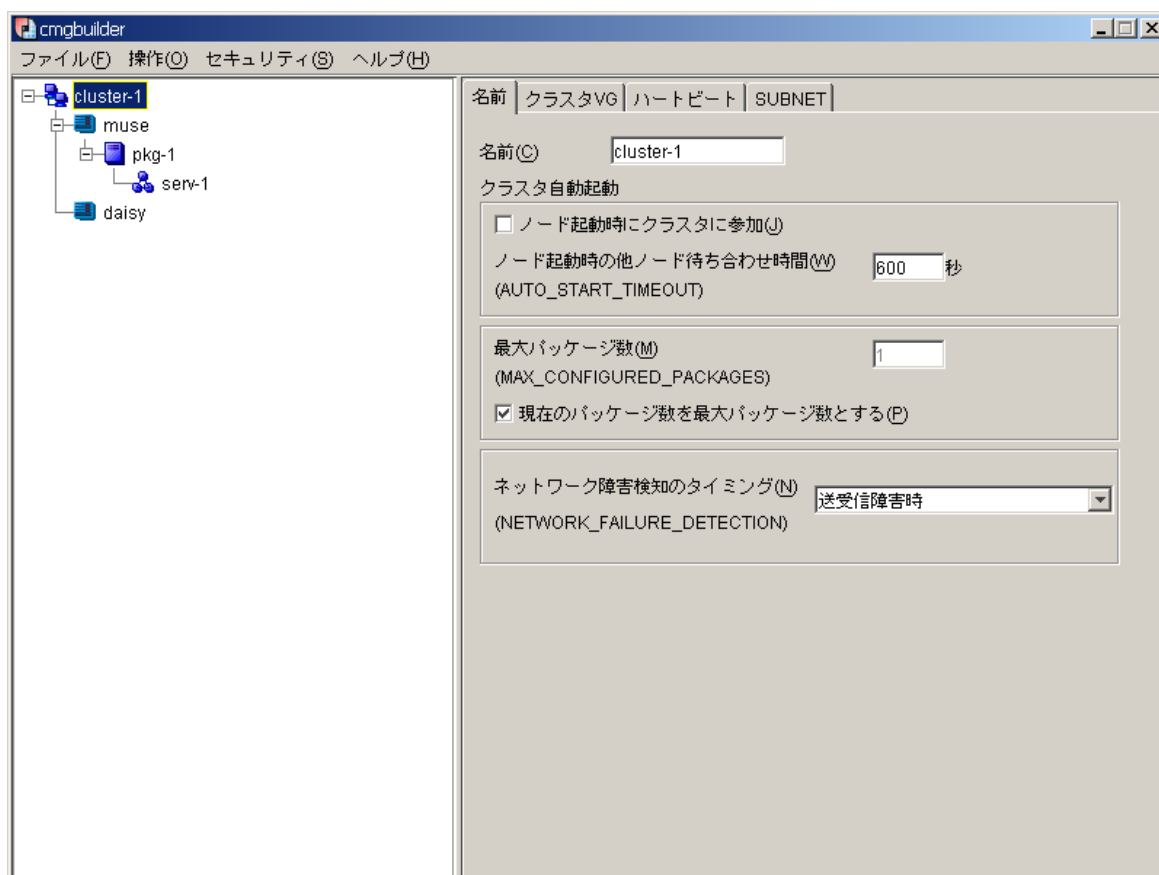 cmgbuilder
ファイル(F) 操作(O) セキュリティ(S) ヘルプ(H)
cluster-1
muse
pkg-1
serv-1
daisy
名前 クラスタVG ハートビート SUBNET
名前(C) cluster-1
クラスタ自動起動
ノード起動時にクラスタに参加(J)
ノード起動時の他ノード待ち合わせ時間(W) 600 秒
(AUTO_START_TIMEOUT)
最大パッケージ数(M) 1
(MAX_CONFIGURED_PACKAGES)
現在のパッケージ数を最大パッケージ数とする(P)
ネットワーク障害検知のタイミング(N) 送受信障害時
(NETWORK_FAILURE_DETECTION)